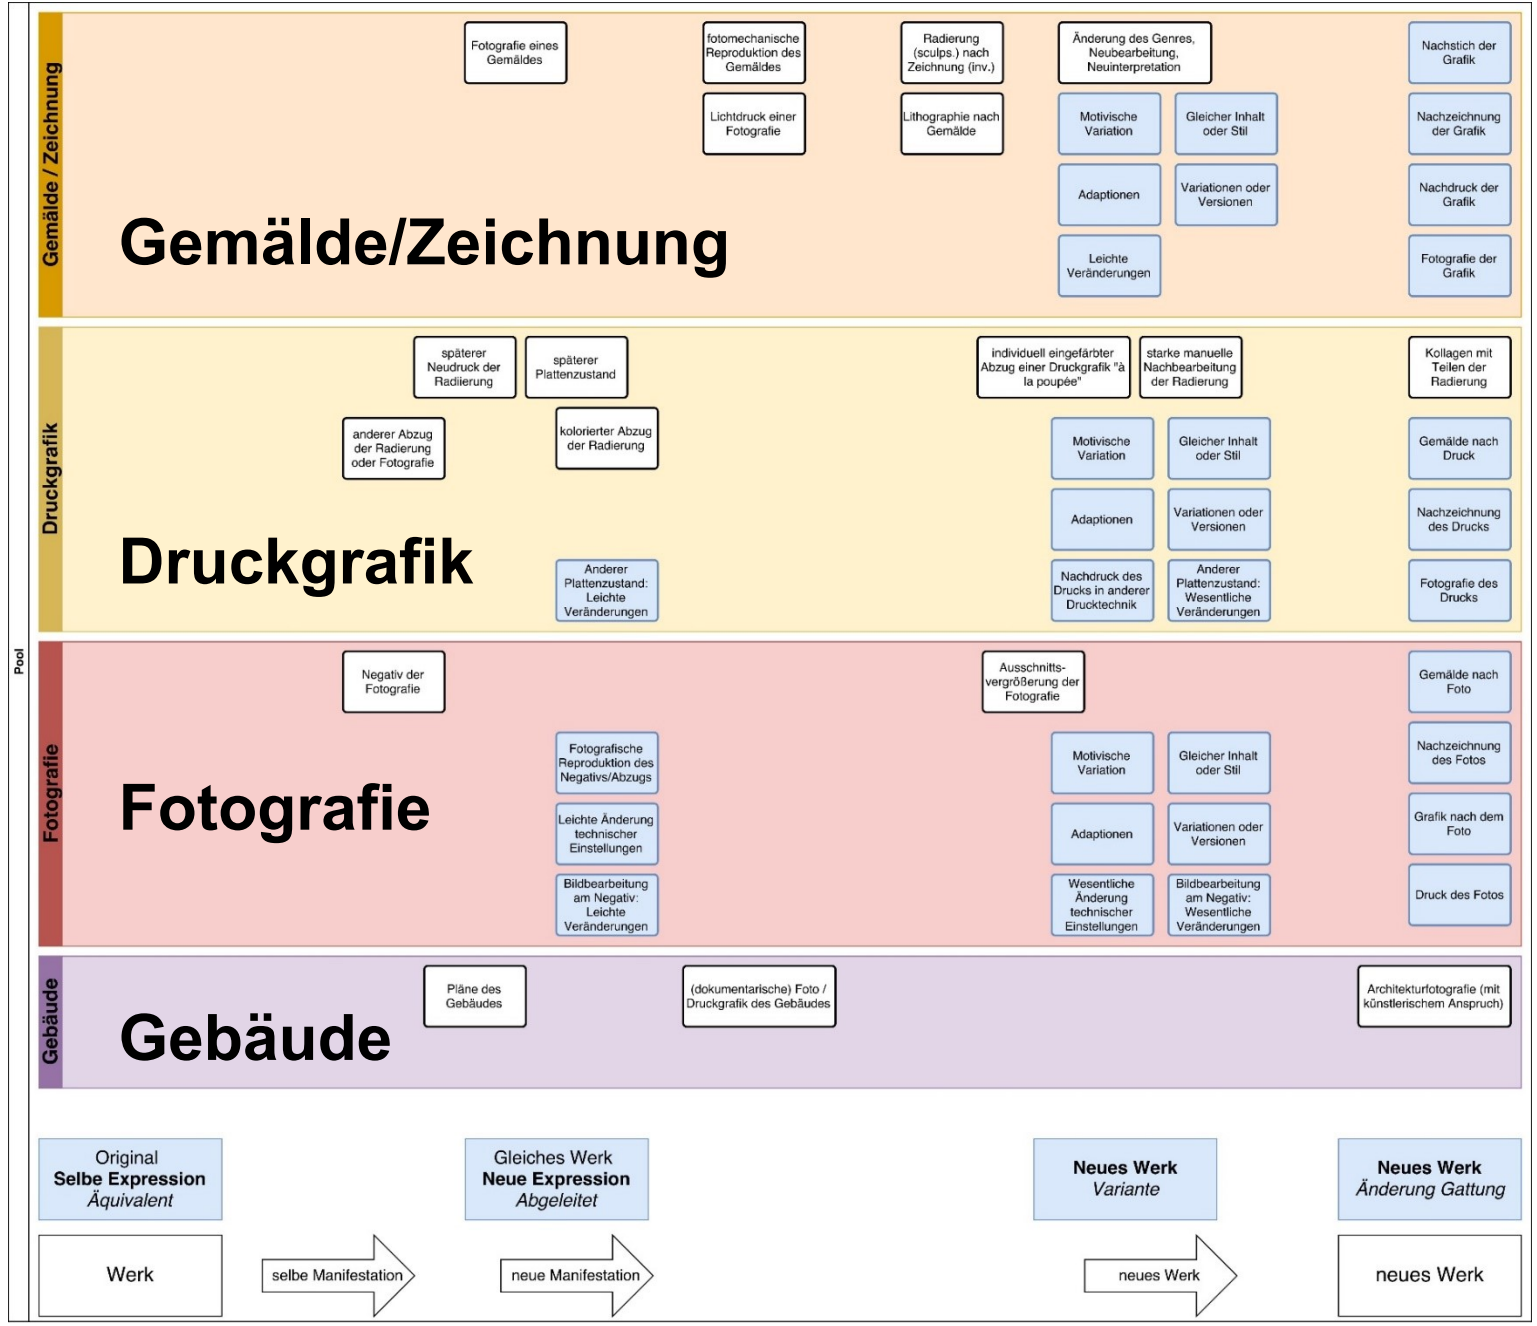 Pool
Gemälde / Zeichnung
Gemälde/Zeichnung
Fotografie eines
Gemäldes
fotomechanische
Reproduktion des
Gemäldes
Radierung
(sculps.) nach
Zeichnung (inv.)
Änderung des Genres,
Neubearbeitung,
Neuinterpretation
Nachstich der
Grafik
Lichtdruck einer
Fotografie
Lithographie nach
Gemälde
Motivische
Variation
Gleicher Inhalt
oder Stil
Nachzeichnung
der Grafik
Adaptionen
Variationen oder
Versionen
Nachdruck der
Grafik
Leichte
Veränderungen
Fotografie der
Grafik
Druckgrafik
Druckgrafik
späterer
Neudruck der
Radiierung
späterer
Plattenzustand
individuell eingefärbter
Abzug einer Druckgrafik "à
la poupée"
starke manuelle
Nachbearbeitung
der Radierung
Kollagen mit
Teilen der
Radierung
anderer Abzug
der Radierung
oder Fotografie
kolorierter Abzug
der Radierung
Motivische
Variation
Gleicher Inhalt
oder Stil
Gemälde nach
Druck
Adaptionen
Variationen oder
Versionen
Nachzeichnung
des Drucks
Anderer
Plattenzustand:
Leichte
Veränderungen
Nachdruck des
Drucks in anderer
Drucktechnik
Anderer
Plattenzustand:
Wesentliche
Veränderungen
Fotografie des
Drucks
Fotografie
Fotografie
Negativ der
Fotografie
Ausschnitts-
vergrößerung der
Fotografie
Gemälde nach
Foto
Fotografische
Reproduktion des
Negativs/Abzugs
Motivische
Variation
Gleicher Inhalt
oder Stil
Nachzeichnung
des Fotos
Leichte Änderung
technischer
Einstellungen
Adaptionen
Variationen oder
Versionen
Grafik nach dem
Foto
Bildbearbeitung
am Negativ:
Leichte
Veränderungen
Wesentliche
Änderung
technischer
Einstellungen
Bildbearbeitung
am Negativ:
Wesentliche
Veränderungen
Druck des Fotos
Gebäude
Gebäude
Pläne des
Gebäudes
(dokumentarische) Foto /
Druckgrafik des Gebäudes
Architekturfotografie (mit
künstlerischem Anspruch)
Original
Selbe Expression
Äquivalent
Gleiches Werk
Neue Expression
Abgeleitet
Neues Werk
Variante
Neues Werk
Änderung Gattung
Werk
selbe Manifestation
neue Manifestation
neues Werk
neues Werk